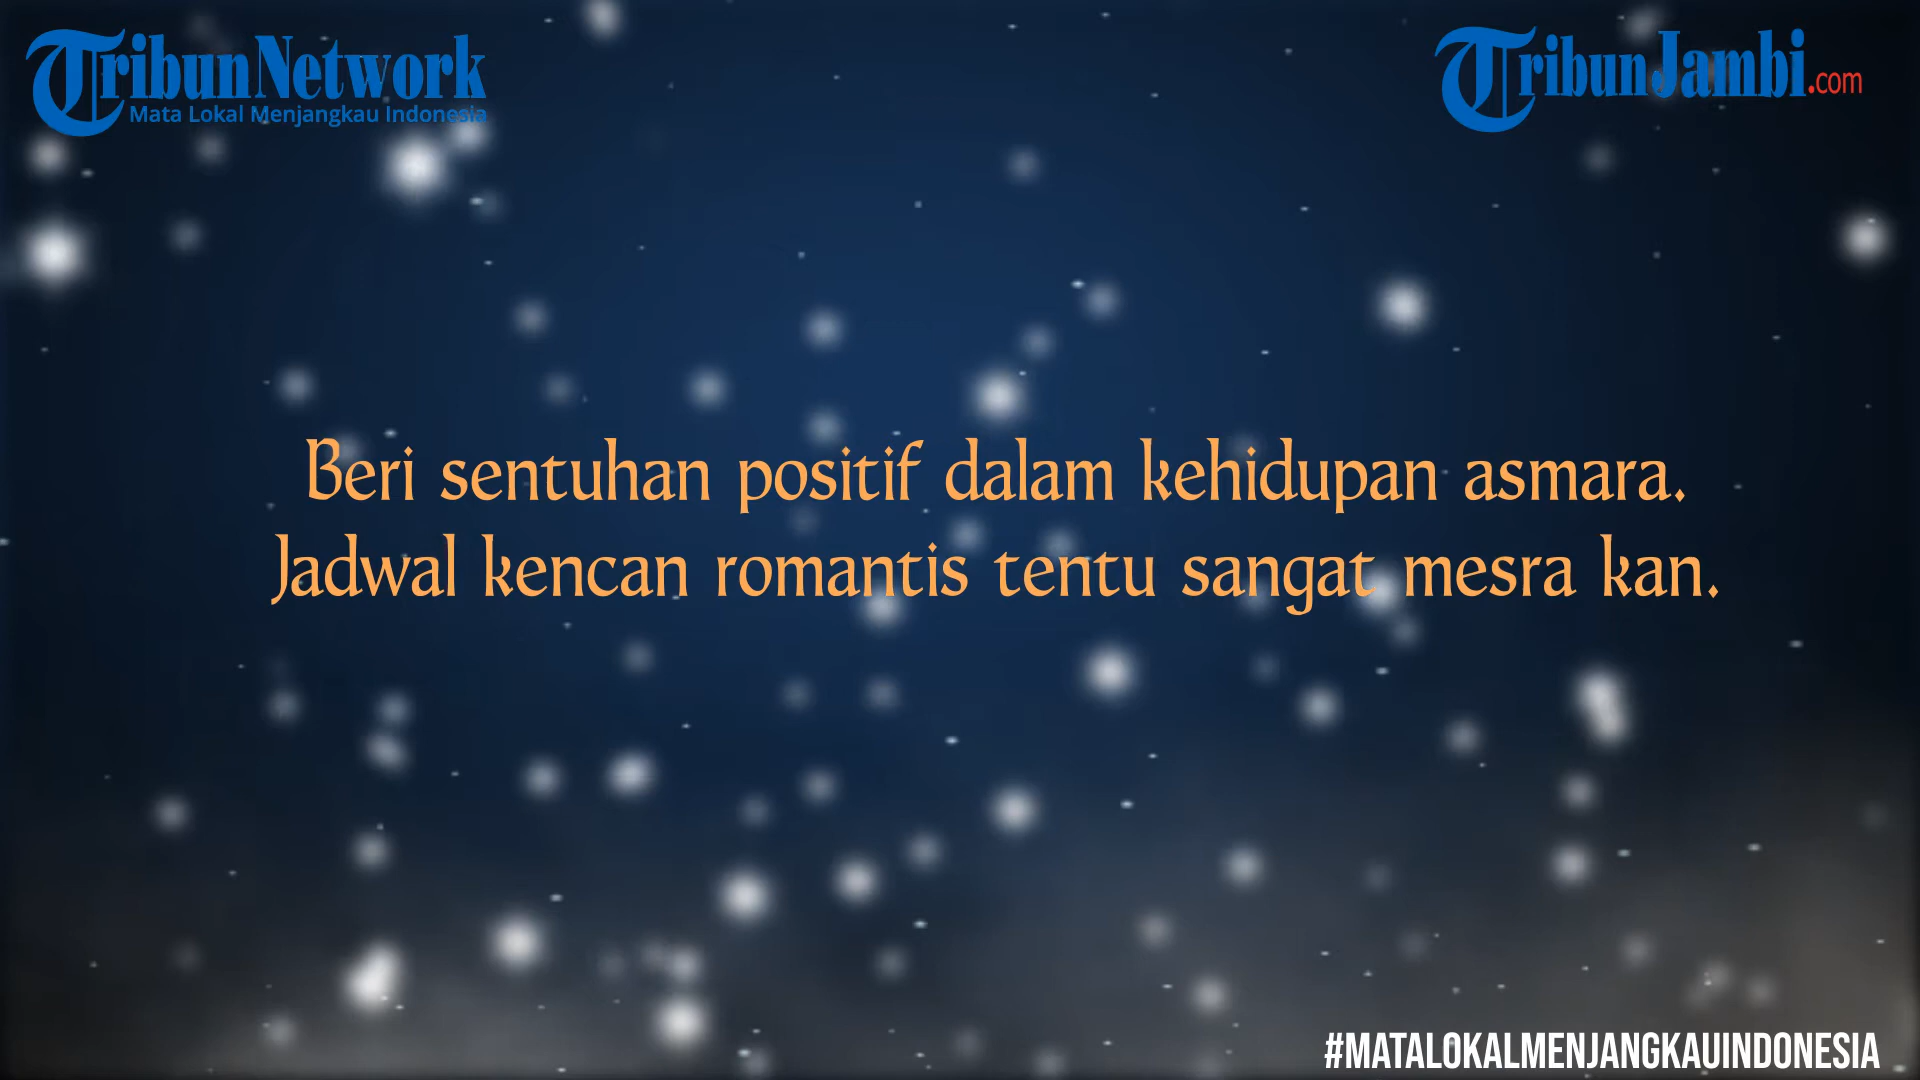 TribunNetwork
Mata Lokal Menjangkau Indonesia
TribunJambi.com
Beri sentuhan positif dalam kehidupan asmara.
Jadwal kencan romantis tentu sangat mesra kan.
#MATALOKALMENJANGKAUINDONESIA